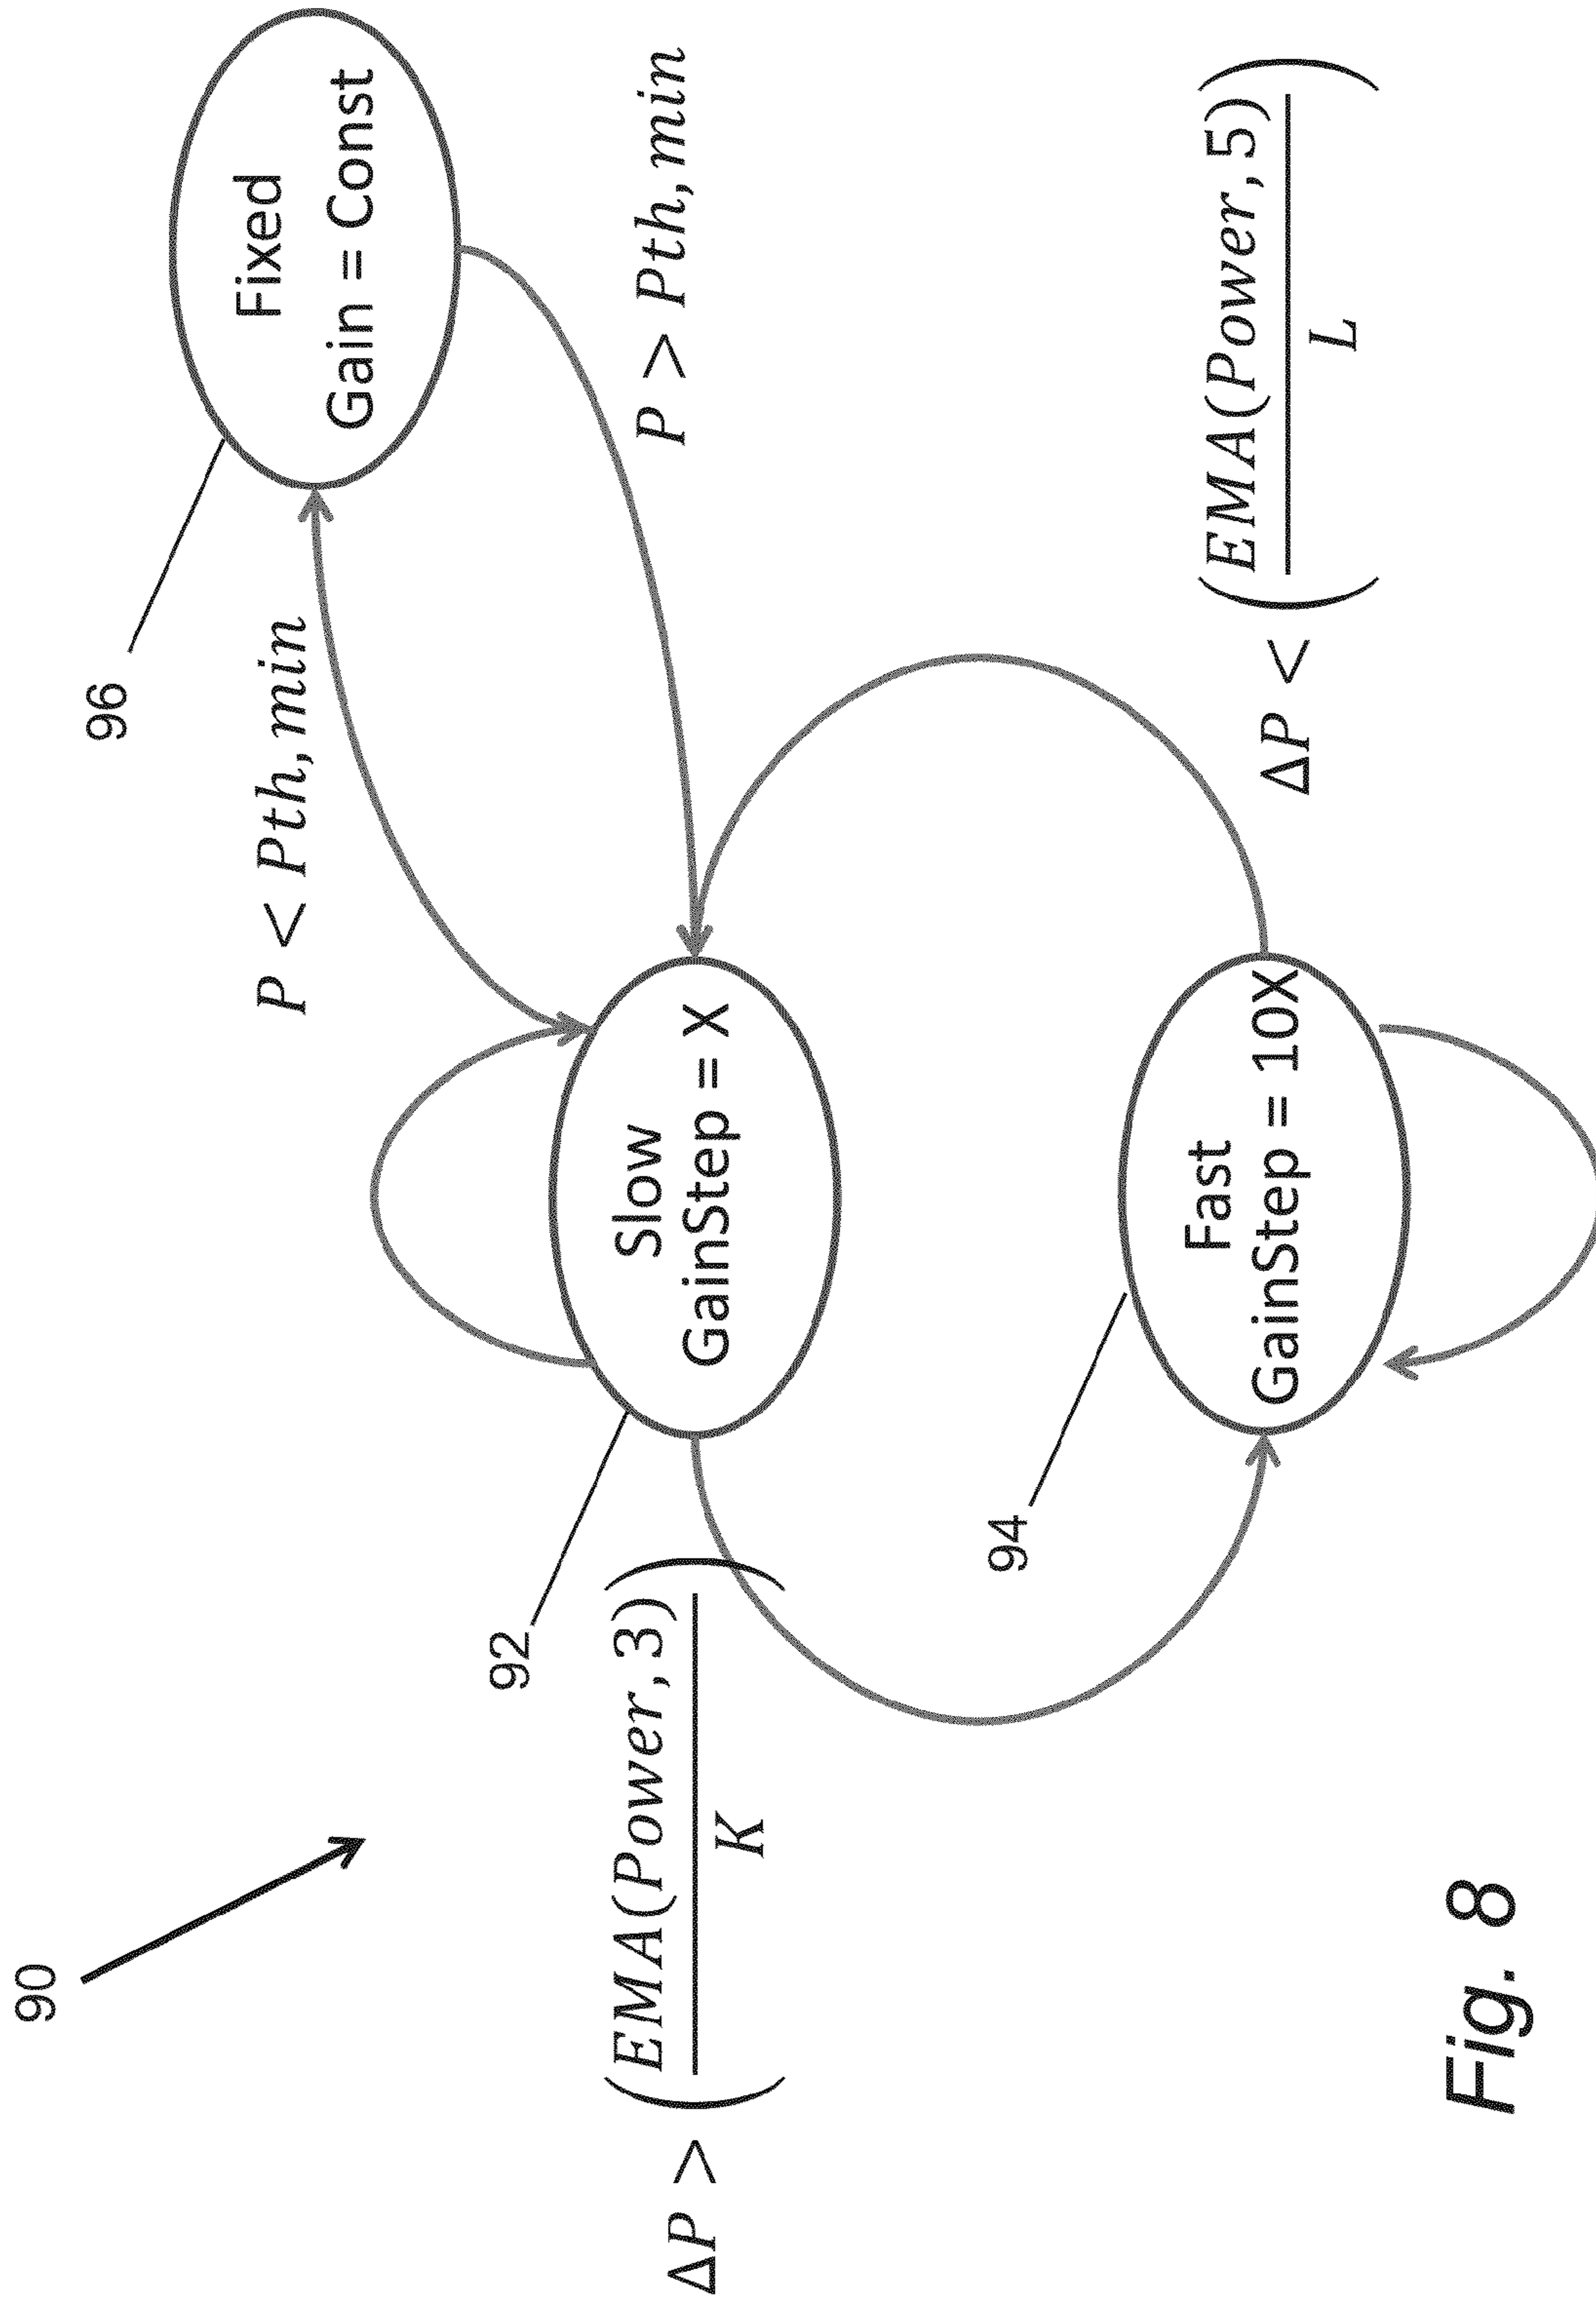 90
96
Fixed
Gain = Const
P < Pth, min
P > Pth, min
92
Slow
GainStep = X
ΔP > (EMA(Power, 3)
K)
94
Fast
GainStep = 10X
ΔP < (EMA(Power, 5)
L)
Fig. 8